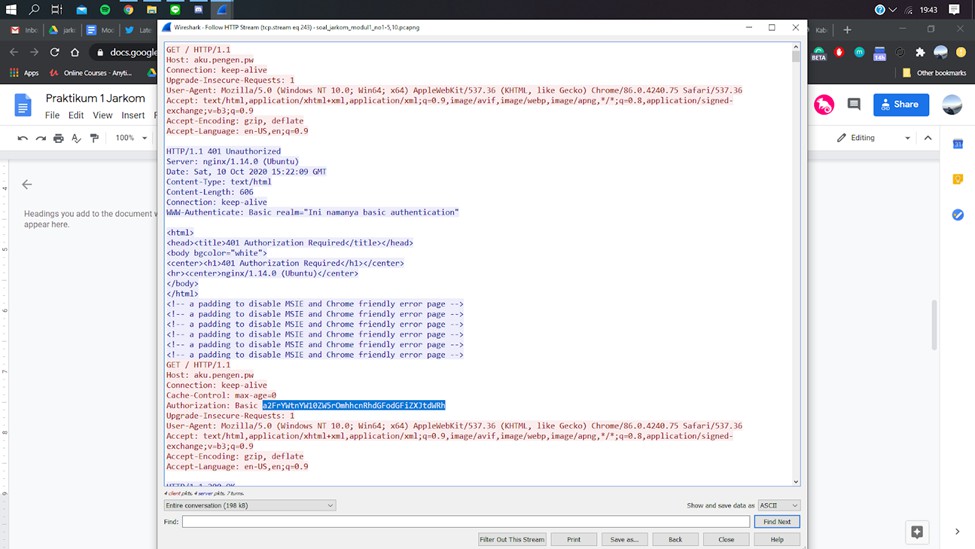 19:43
Wireshark - Follow HTTP Stream (tcp.stream eq 243) - soal_jarkom_modul1_no1-5,10.pcapng
Inb
jark
Mod
Late
Kab
docs.google
Apps
Online Courses - Anyti...
BETA
Other bookmarks
Praktikum 1 Jarkom
File Edit View Insert
Share
100%
Editing
Headings you add to the document w
appear here.
GET / HTTP/1.1
Host: aku.pengen.pw
Connection: keep-alive
Upgrade-Insecure-Requests: 1
User-Agent: Mozilla/5.0 (Windows NT 10.0; Win64; x64) AppleWebKit/537.36 (KHTML, like Gecko) Chrome/86.0.4240.75 Safari/537.36
Accept: text/html,application/xhtml+xml,application/xml;q=0.9,image/avif,image/webp,image/apng,*/*;q=0.8,application/signed-
exchange;v=b3;q=0.9
Accept-Encoding: gzip, deflate
Accept-Language: en-US,en;q=0.9
HTTP/1.1 401 Unauthorized
Server: nginx/1.14.0 (Ubuntu)
Date: Sat, 10 Oct 2020 15:22:09 GMT
Content-Type: text/html
Content-Length: 606
Connection: keep-alive
WWW-Authenticate: Basic realm="Ini namanya basic authentication"
<html>
<head><title>401 Authorization Required</title></head>
<body bgcolor="white">
<center><h1>401 Authorization Required</h1></center>
<hr><center>nginx/1.14.0 (Ubuntu)</center>
</body>
</html>
<!-- a padding to disable MSIE and Chrome friendly error page -->
<!-- a padding to disable MSIE and Chrome friendly error page -->
<!-- a padding to disable MSIE and Chrome friendly error page -->
<!-- a padding to disable MSIE and Chrome friendly error page -->
<!-- a padding to disable MSIE and Chrome friendly error page -->
<!-- a padding to disable MSIE and Chrome friendly error page -->
GET / HTTP/1.1
Host: aku.pengen.pw
Connection: keep-alive
Cache-Control: max-age=0
Authorization: Basic a2FrYWtnYW10ZW5rOmhhcnRhdGFodGFiZXJtdWRh
Upgrade-Insecure-Requests: 1
User-Agent: Mozilla/5.0 (Windows NT 10.0; Win64; x64) AppleWebKit/537.36 (KHTML, like Gecko) Chrome/86.0.4240.75 Safari/537.36
Accept: text/html,application/xhtml+xml,application/xml;q=0.9,image/avif,image/webp,image/apng,*/*;q=0.8,application/signed-
exchange;v=b3;q=0.9
Accept-Encoding: gzip, deflate
Accept-Language: en-US,en;q=0.9
HTTP/1.1 200 OK
4 client pkts, 4 server pkts, 7 turns.
Entire conversation (198 kB)
Show and save data as ASCII
Find:
Find Next
Filter Out This Stream
Print
Save as...
Back
Close
Help